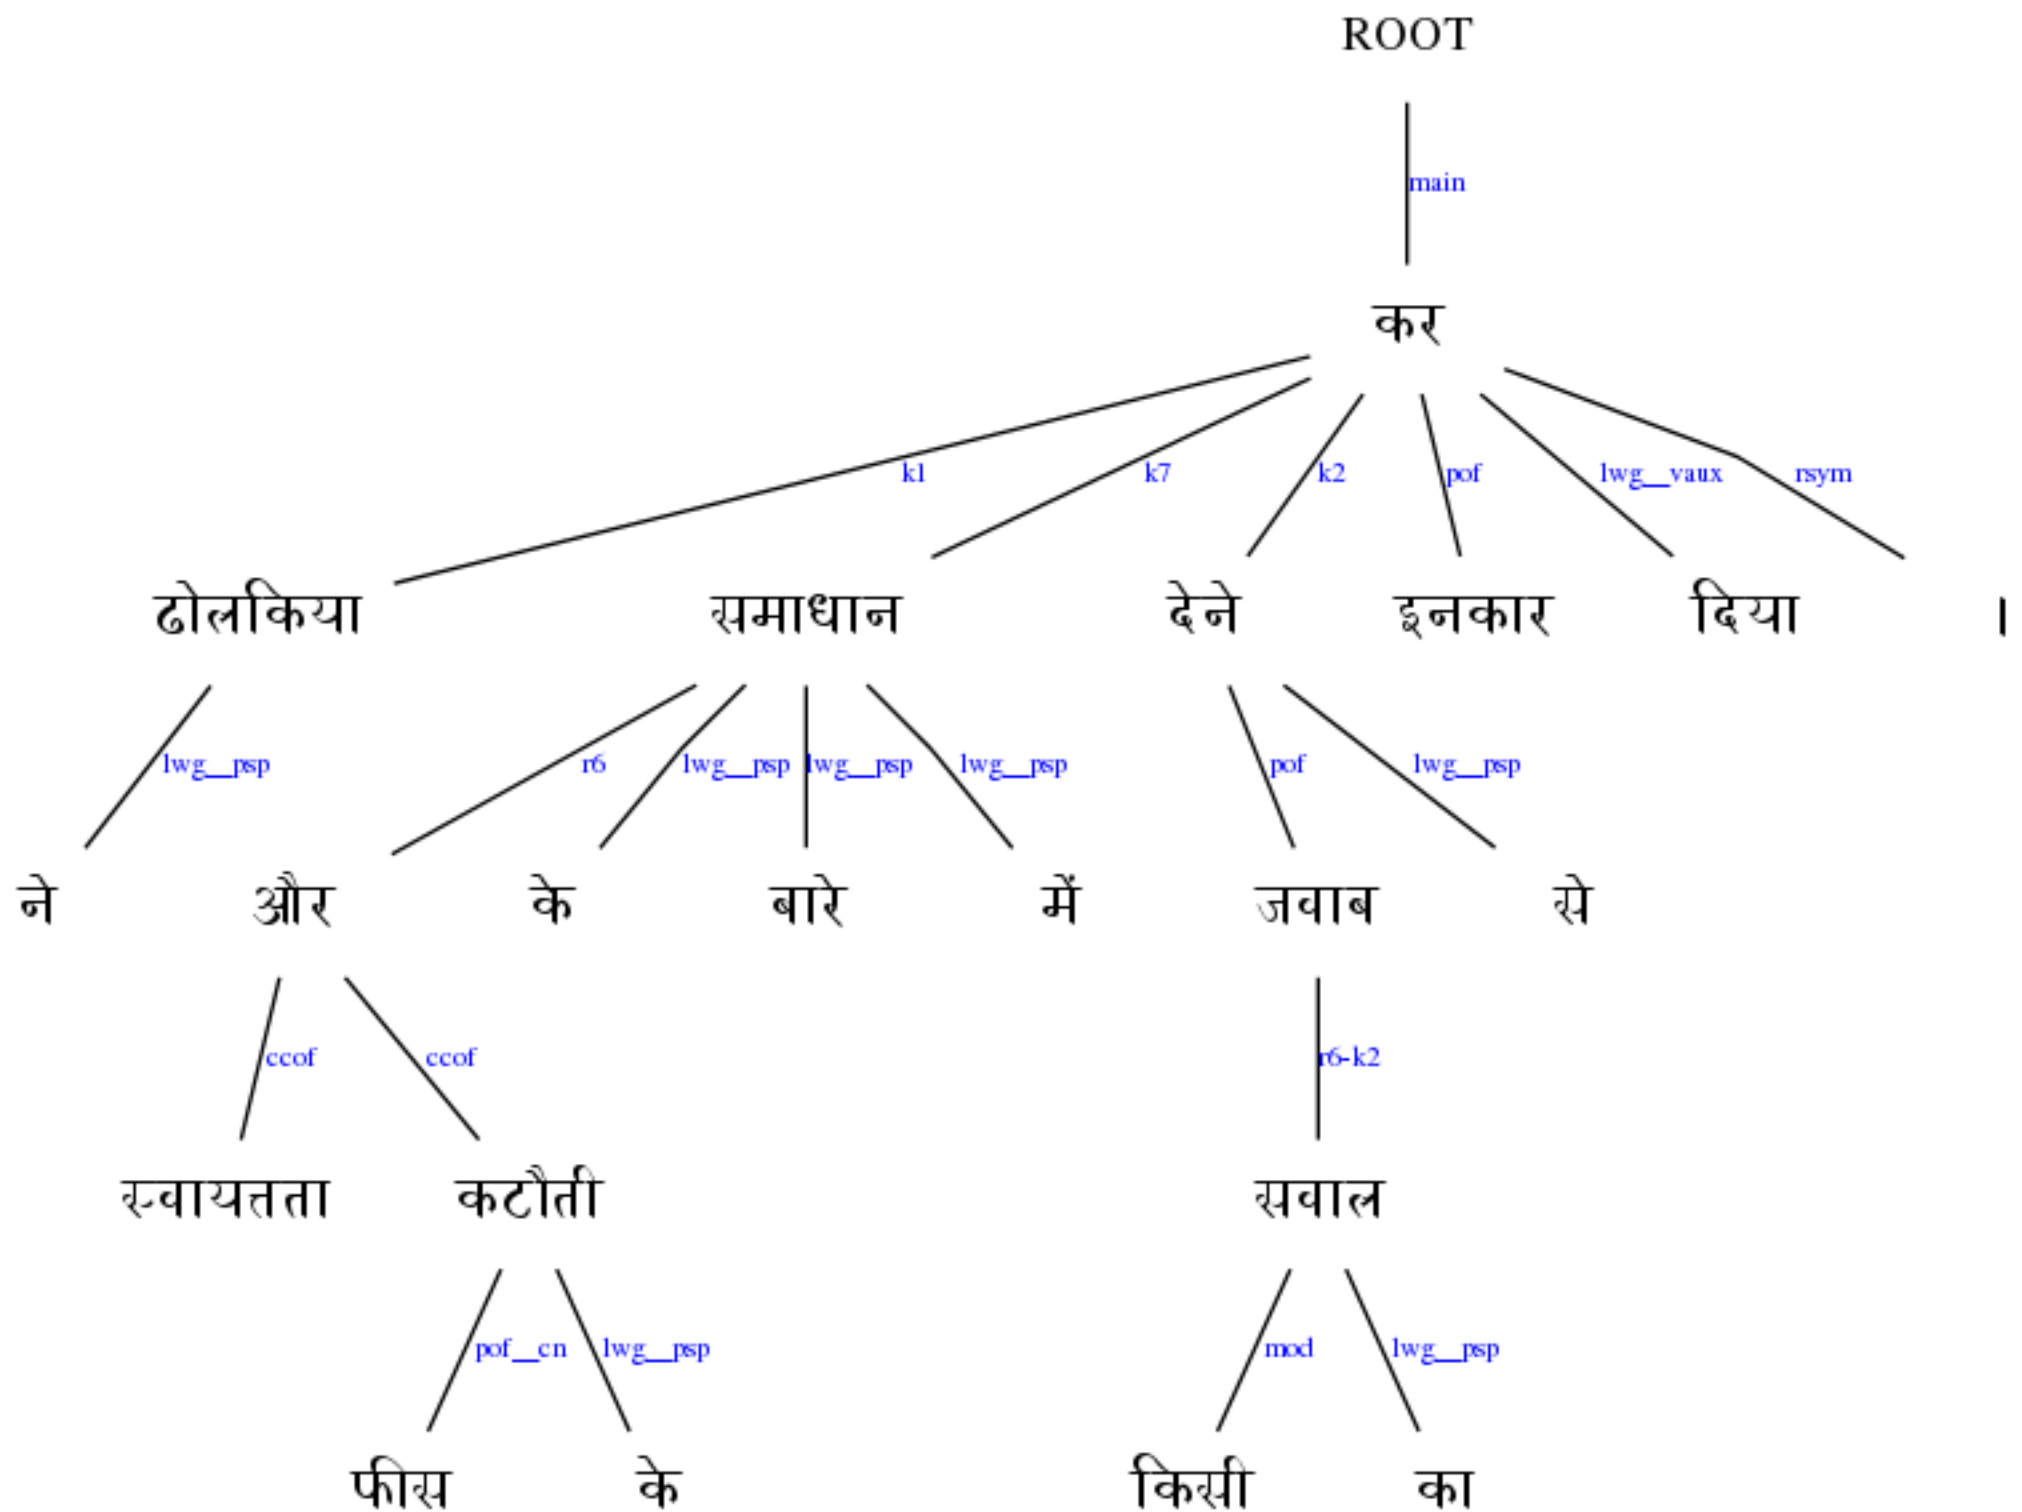 ROOT
main
कर
k1 k7 k2 pof lwg__vaux rsym
ढोलकिया समाधान देने इनकार दिया ।
lwg__psp r6 lwg__psp lwg__psp lwg__psp pof lwg__psp
ने और के बारे में जवाब से
ccof ccof r6-k2
स्वायत्तता कटौती सवाल
pof__cn lwg__psp mod lwg__psp
फीस के किसी का